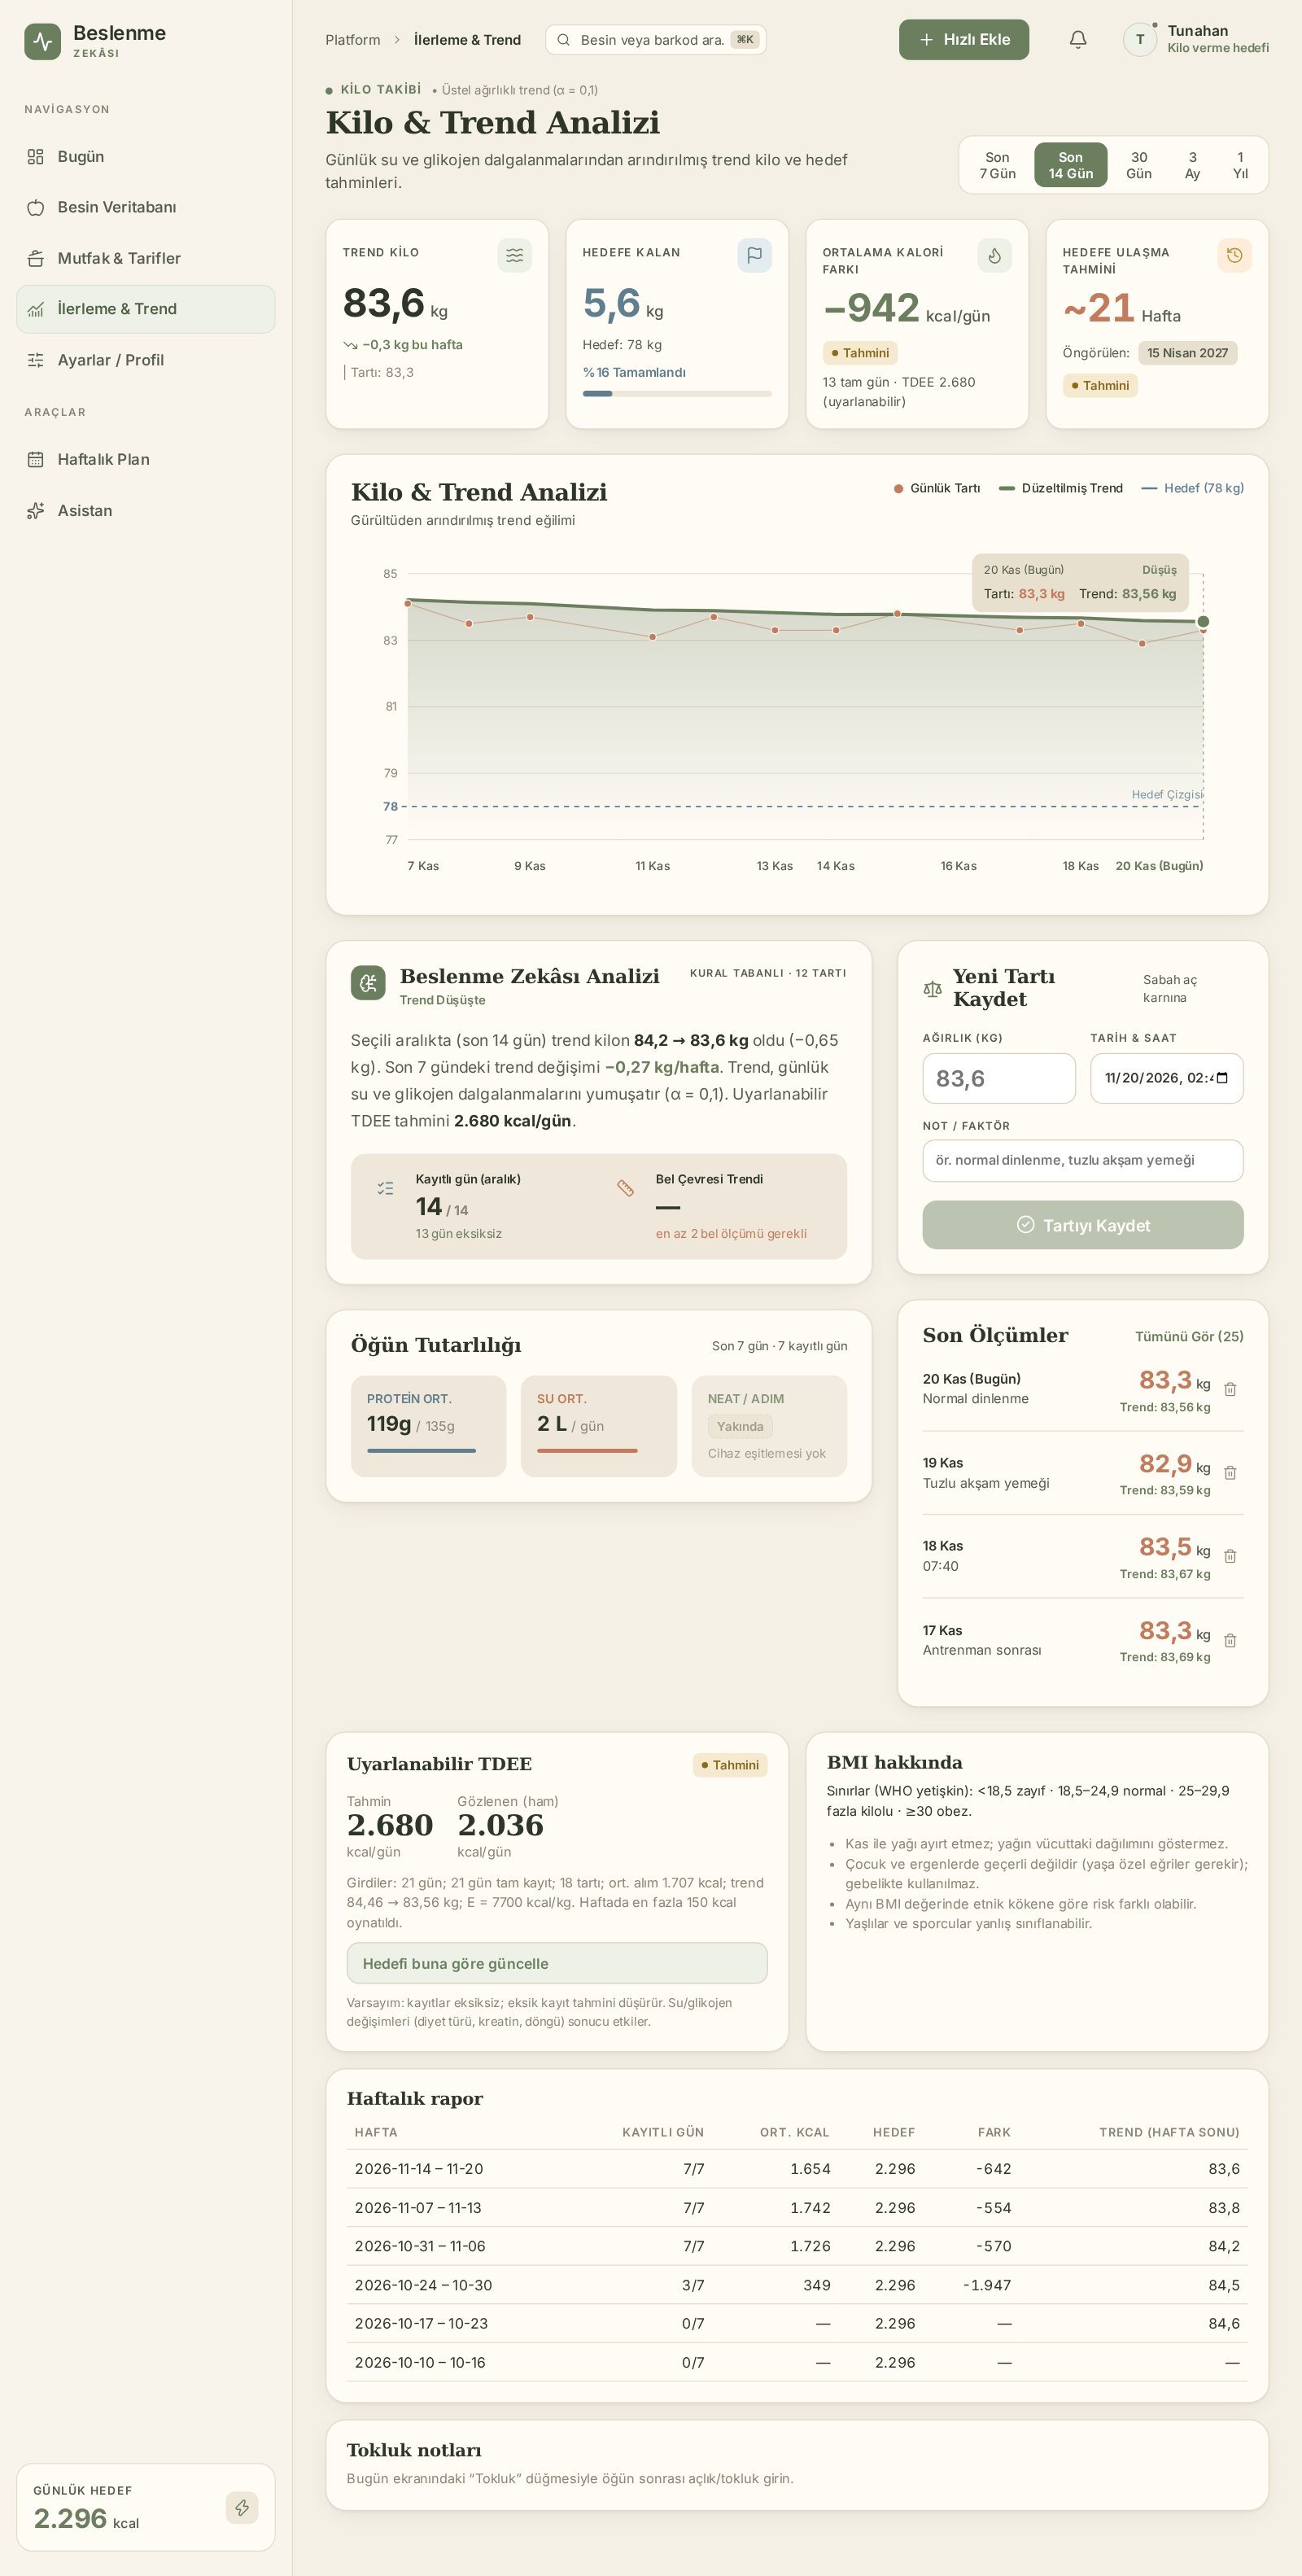 Beslenme
ZEKÂSI
NAVİGASYON
Bugün
Besin Veritabanı
Mutfak & Tarifler
İlerleme & Trend
Ayarlar / Profil
ARAÇLAR
Haftalık Plan
Asistan
GÜNLÜK HEDEF
2.296 kcal
Platform > İlerleme & Trend
Besin veya barkod ara. ⌘K
Hızlı Ekle
T
Tunahan
Kilo verme hedefi
KİLO TAKİBİ • Üstel ağırlıklı trend (α = 0,1)
Kilo & Trend Analizi
Günlük su ve glikojen dalgalanmalarından arındırılmış trend kilo ve hedef
tahminleri.
Son
7 Gün
Son
14 Gün
30
Gün
3
Ay
1
Yıl
TREND KİLO
83,6 kg
−0,3 kg bu hafta
| Tartı: 83,3
HEDEFE KALAN
5,6 kg
Hedef: 78 kg
%16 Tamamlandı
ORTALAMA KALORİ
FARKI
−942 kcal/gün
Tahmini
13 tam gün · TDEE 2.680
(uyarlanabilir)
HEDEFE ULAŞMA
TAHMİNİ
~21 Hafta
Öngörülen: 15 Nisan 2027
Tahmini
Kilo & Trend Analizi
Gürültüden arındırılmış trend eğilimi
Günlük Tartı
Düzeltilmiş Trend
Hedef (78 kg)
20 Kas (Bugün) Düşüş
Tartı: 83,3 kg Trend: 83,56 kg
85
83
81
79
78
77
Hedef Çizgisi
7 Kas 9 Kas 11 Kas 13 Kas 14 Kas 16 Kas 18 Kas 20 Kas (Bugün)
Beslenme Zekâsı Analizi
KURAL TABANLI · 12 TARTI
Trend Düşüşte
Seçili aralıkta (son 14 gün) trend kilon 84,2 → 83,6 kg oldu (−0,65
kg). Son 7 gündeki trend değişimi −0,27 kg/hafta. Trend, günlük
su ve glikojen dalgalanmalarını yumuşatır (α = 0,1). Uyarlanabilir
TDEE tahmini 2.680 kcal/gün.
Kayıtlı gün (aralık)
14 / 14
13 gün eksiksiz
Bel Çevresi Trendi
—
en az 2 bel ölçümü gerekli
Yeni Tartı
Kaydet
Sabah aç
karnına
AĞIRLIK (KG)
83,6
TARİH & SAAT
11/20/2026, 02:4
NOT / FAKTÖR
ör. normal dinlenme, tuzlu akşam yemeği
Tartıyı Kaydet
Öğün Tutarlılığı
Son 7 gün · 7 kayıtlı gün
PROTEİN ORT.
119g / 135g
SU ORT.
2 L / gün
NEAT / ADIM
Yakında
Cihaz eşitlemesi yok
Son Ölçümler
Tümünü Gör (25)
20 Kas (Bugün)
Normal dinlenme
83,3 kg
Trend: 83,56 kg
19 Kas
Tuzlu akşam yemeği
82,9 kg
Trend: 83,59 kg
18 Kas
07:40
83,5 kg
Trend: 83,67 kg
17 Kas
Antrenman sonrası
83,3 kg
Trend: 83,69 kg
Uyarlanabilir TDEE
Tahmini
Tahmin
2.680
kcal/gün
Gözlenen (ham)
2.036
kcal/gün
Girdiler: 21 gün; 21 gün tam kayıt; 18 tartı; ort. alım 1.707 kcal; trend
84,46 → 83,56 kg; E = 7700 kcal/kg. Haftada en fazla 150 kcal
oynatıldı.
Hedefi buna göre güncelle
Varsayım: kayıtlar eksiksiz; eksik kayıt tahmini düşürür. Su/glikojen
değişimleri (diyet türü, kreatin, döngü) sonucu etkiler.
BMI hakkında
Sınırlar (WHO yetişkin): <18,5 zayıf · 18,5–24,9 normal · 25–29,9
fazla kilolu · ≥30 obez.
• Kas ile yağı ayırt etmez; yağın vücuttaki dağılımını göstermez.
• Çocuk ve ergenlerde geçerli değildir (yaşa özel eğriler gerekir);
gebelikte kullanılmaz.
• Aynı BMI değerinde etnik kökene göre risk farklı olabilir.
• Yaşlılar ve sporcular yanlış sınıflanabilir.
Haftalık rapor
HAFTA KAYITLI GÜN ORT. KCAL HEDEF FARK TREND (HAFTA SONU)
2026-11-14 – 11-20 7/7 1.654 2.296 -642 83,6
2026-11-07 – 11-13 7/7 1.742 2.296 -554 83,8
2026-10-31 – 11-06 7/7 1.726 2.296 -570 84,2
2026-10-24 – 10-30 3/7 349 2.296 -1.947 84,5
2026-10-17 – 10-23 0/7 — 2.296 — 84,6
2026-10-10 – 10-16 0/7 — 2.296 — —
Tokluk notları
Bugün ekranındaki “Tokluk” düğmesiyle öğün sonrası açlık/tokluk girin.